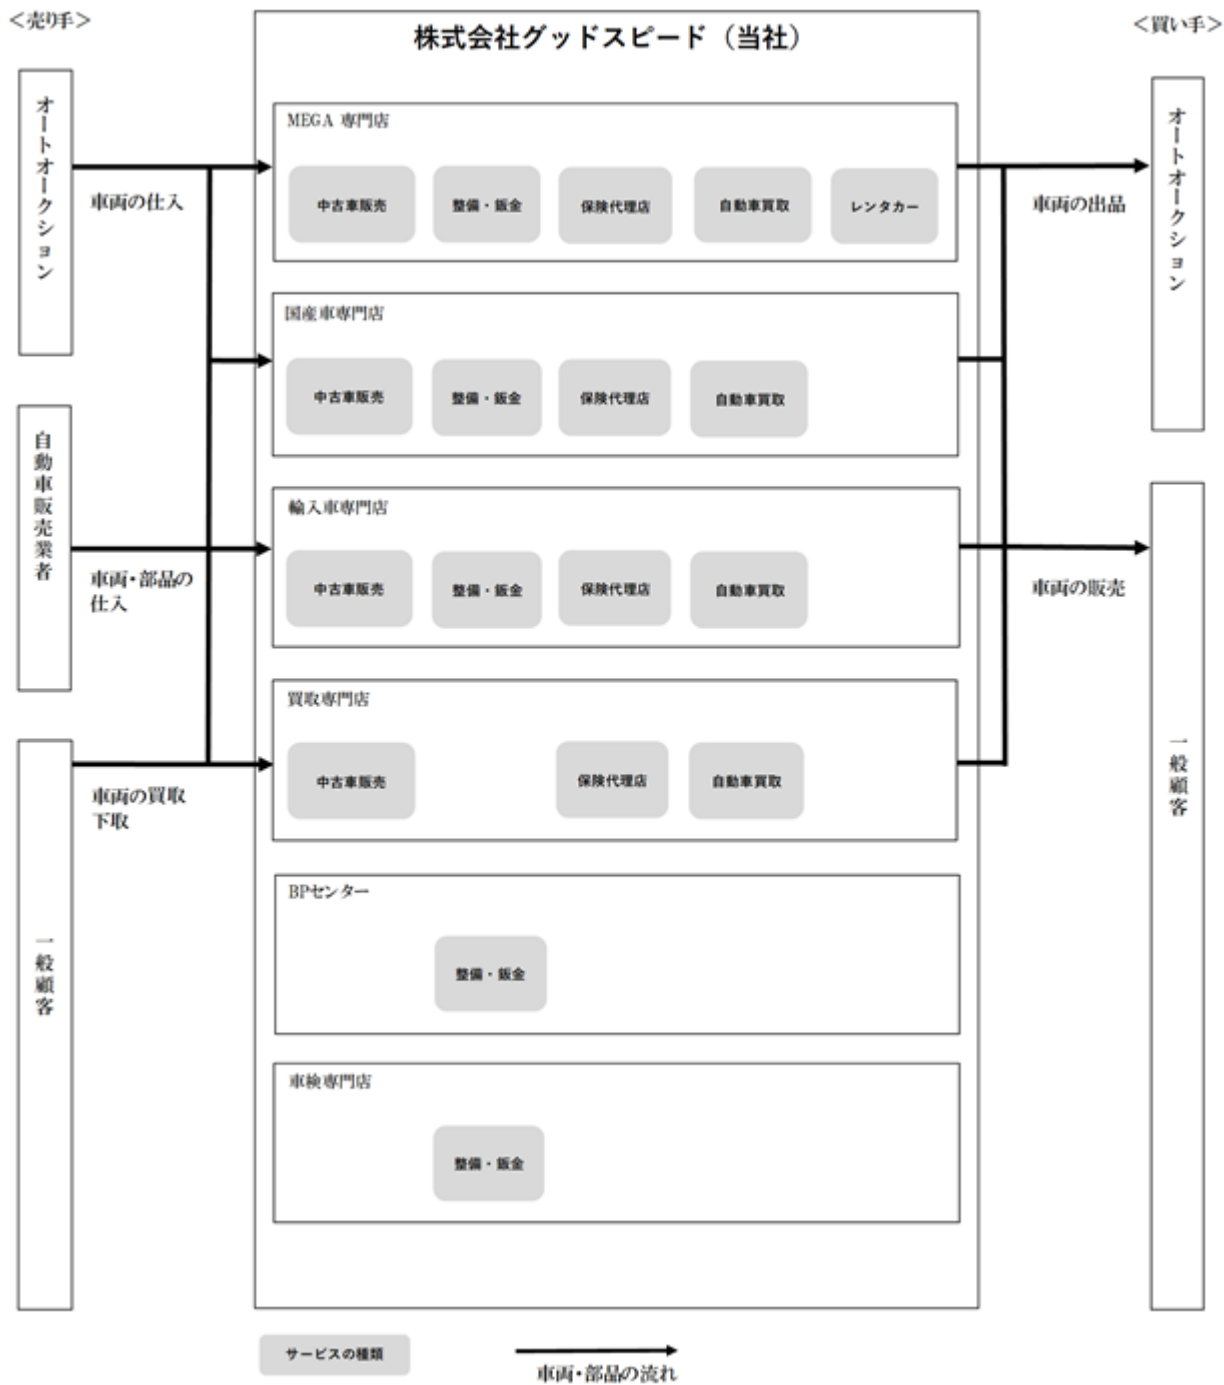 ＜売り手＞
株式会社グッドスピード（当社）
＜買い手＞
オートオークション
車両の仕入
自動車販売業者
車両・部品の
仕入
一般顧客
車両の買取
下取
MEGA 専門店
中古車販売
整備・鈑金
保険代理店
自動車買取
レンタカー
国産車専門店
中古車販売
整備・鈑金
保険代理店
自動車買取
輸入車専門店
中古車販売
整備・鈑金
保険代理店
自動車買取
買取専門店
中古車販売
保険代理店
自動車買取
BPセンター
整備・鈑金
車検専門店
整備・鈑金
オートオークション
車両の出品
車両の販売
一般顧客
サービスの種類
車両・部品の流れ